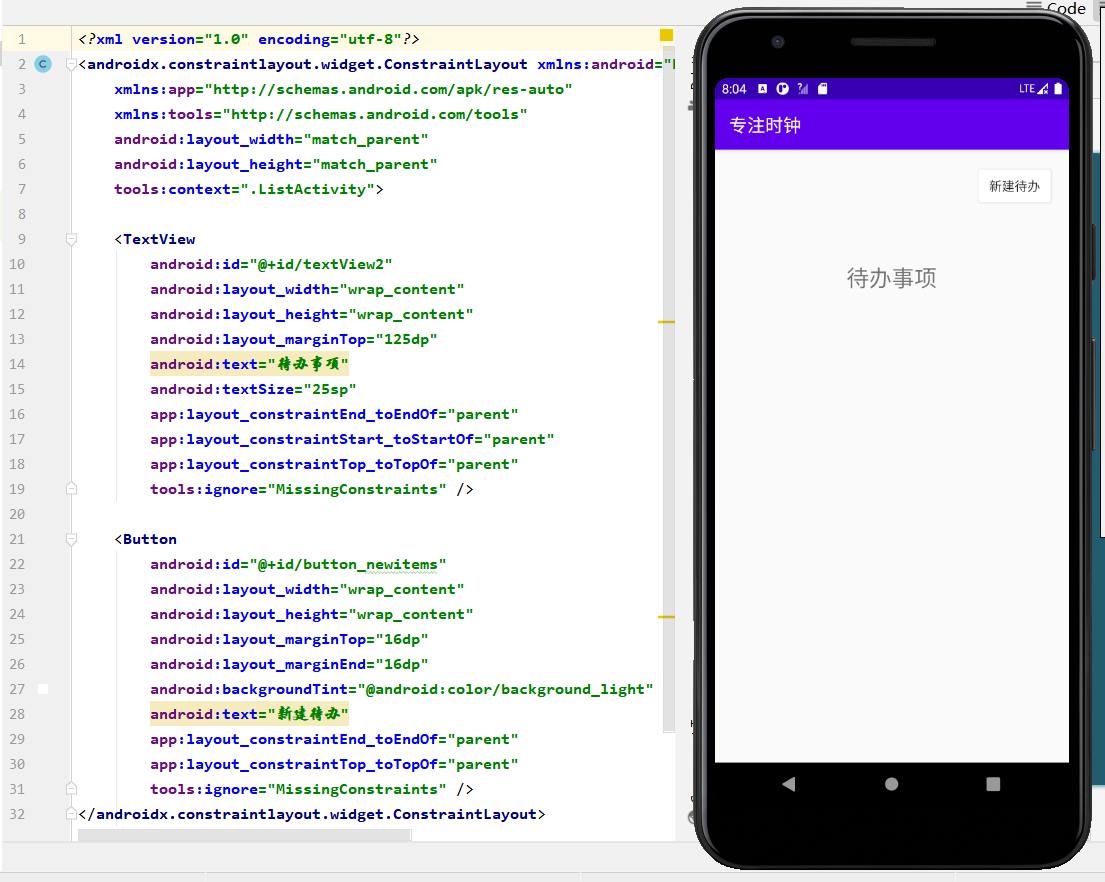 Code
1 <?xml version="1.0" encoding="utf-8"?>
2 C <androidx.constraintlayout.widget.ConstraintLayout xmlns:android="
3 xmlns:app="http://schemas.android.com/apk/res-auto"
4 xmlns:tools="http://schemas.android.com/tools"
5 android:layout_width="match_parent"
6 android:layout_height="match_parent"
7 tools:context=".ListActivity">
8
9 <TextView
10 android:id="@+id/textView2"
11 android:layout_width="wrap_content"
12 android:layout_height="wrap_content"
13 android:layout_marginTop="125dp"
14 android:text="待办事项"
15 android:textSize="25sp"
16 app:layout_constraintEnd_toEndOf="parent"
17 app:layout_constraintStart_toStartOf="parent"
18 app:layout_constraintTop_toTopOf="parent"
19 tools:ignore="MissingConstraints" />
20
21 <Button
22 android:id="@+id/button_newitems"
23 android:layout_width="wrap_content"
24 android:layout_height="wrap_content"
25 android:layout_marginTop="16dp"
26 android:layout_marginEnd="16dp"
27 android:backgroundTint="@android:color/background_light"
28 android:text="新建待办"
29 app:layout_constraintEnd_toEndOf="parent"
30 app:layout_constraintTop_toTopOf="parent"
31 tools:ignore="MissingConstraints" />
32 </androidx.constraintlayout.widget.ConstraintLayout>
8:04 LTE
专注时钟
新建待办
待办事项